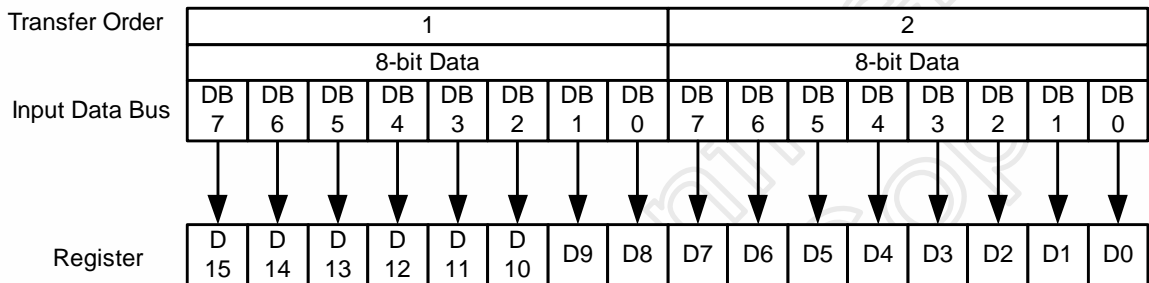 Transfer Order 1 2
8-bit Data 8-bit Data
Input Data Bus DB 7 DB 6 DB 5 DB 4 DB 3 DB 2 DB 1 DB 0 DB 7 DB 6 DB 5 DB 4 DB 3 DB 2 DB 1 DB 0
Register D 15 D 14 D 13 D 12 D 11 D 10 D9 D8 D7 D6 D5 D4 D3 D2 D1 D0